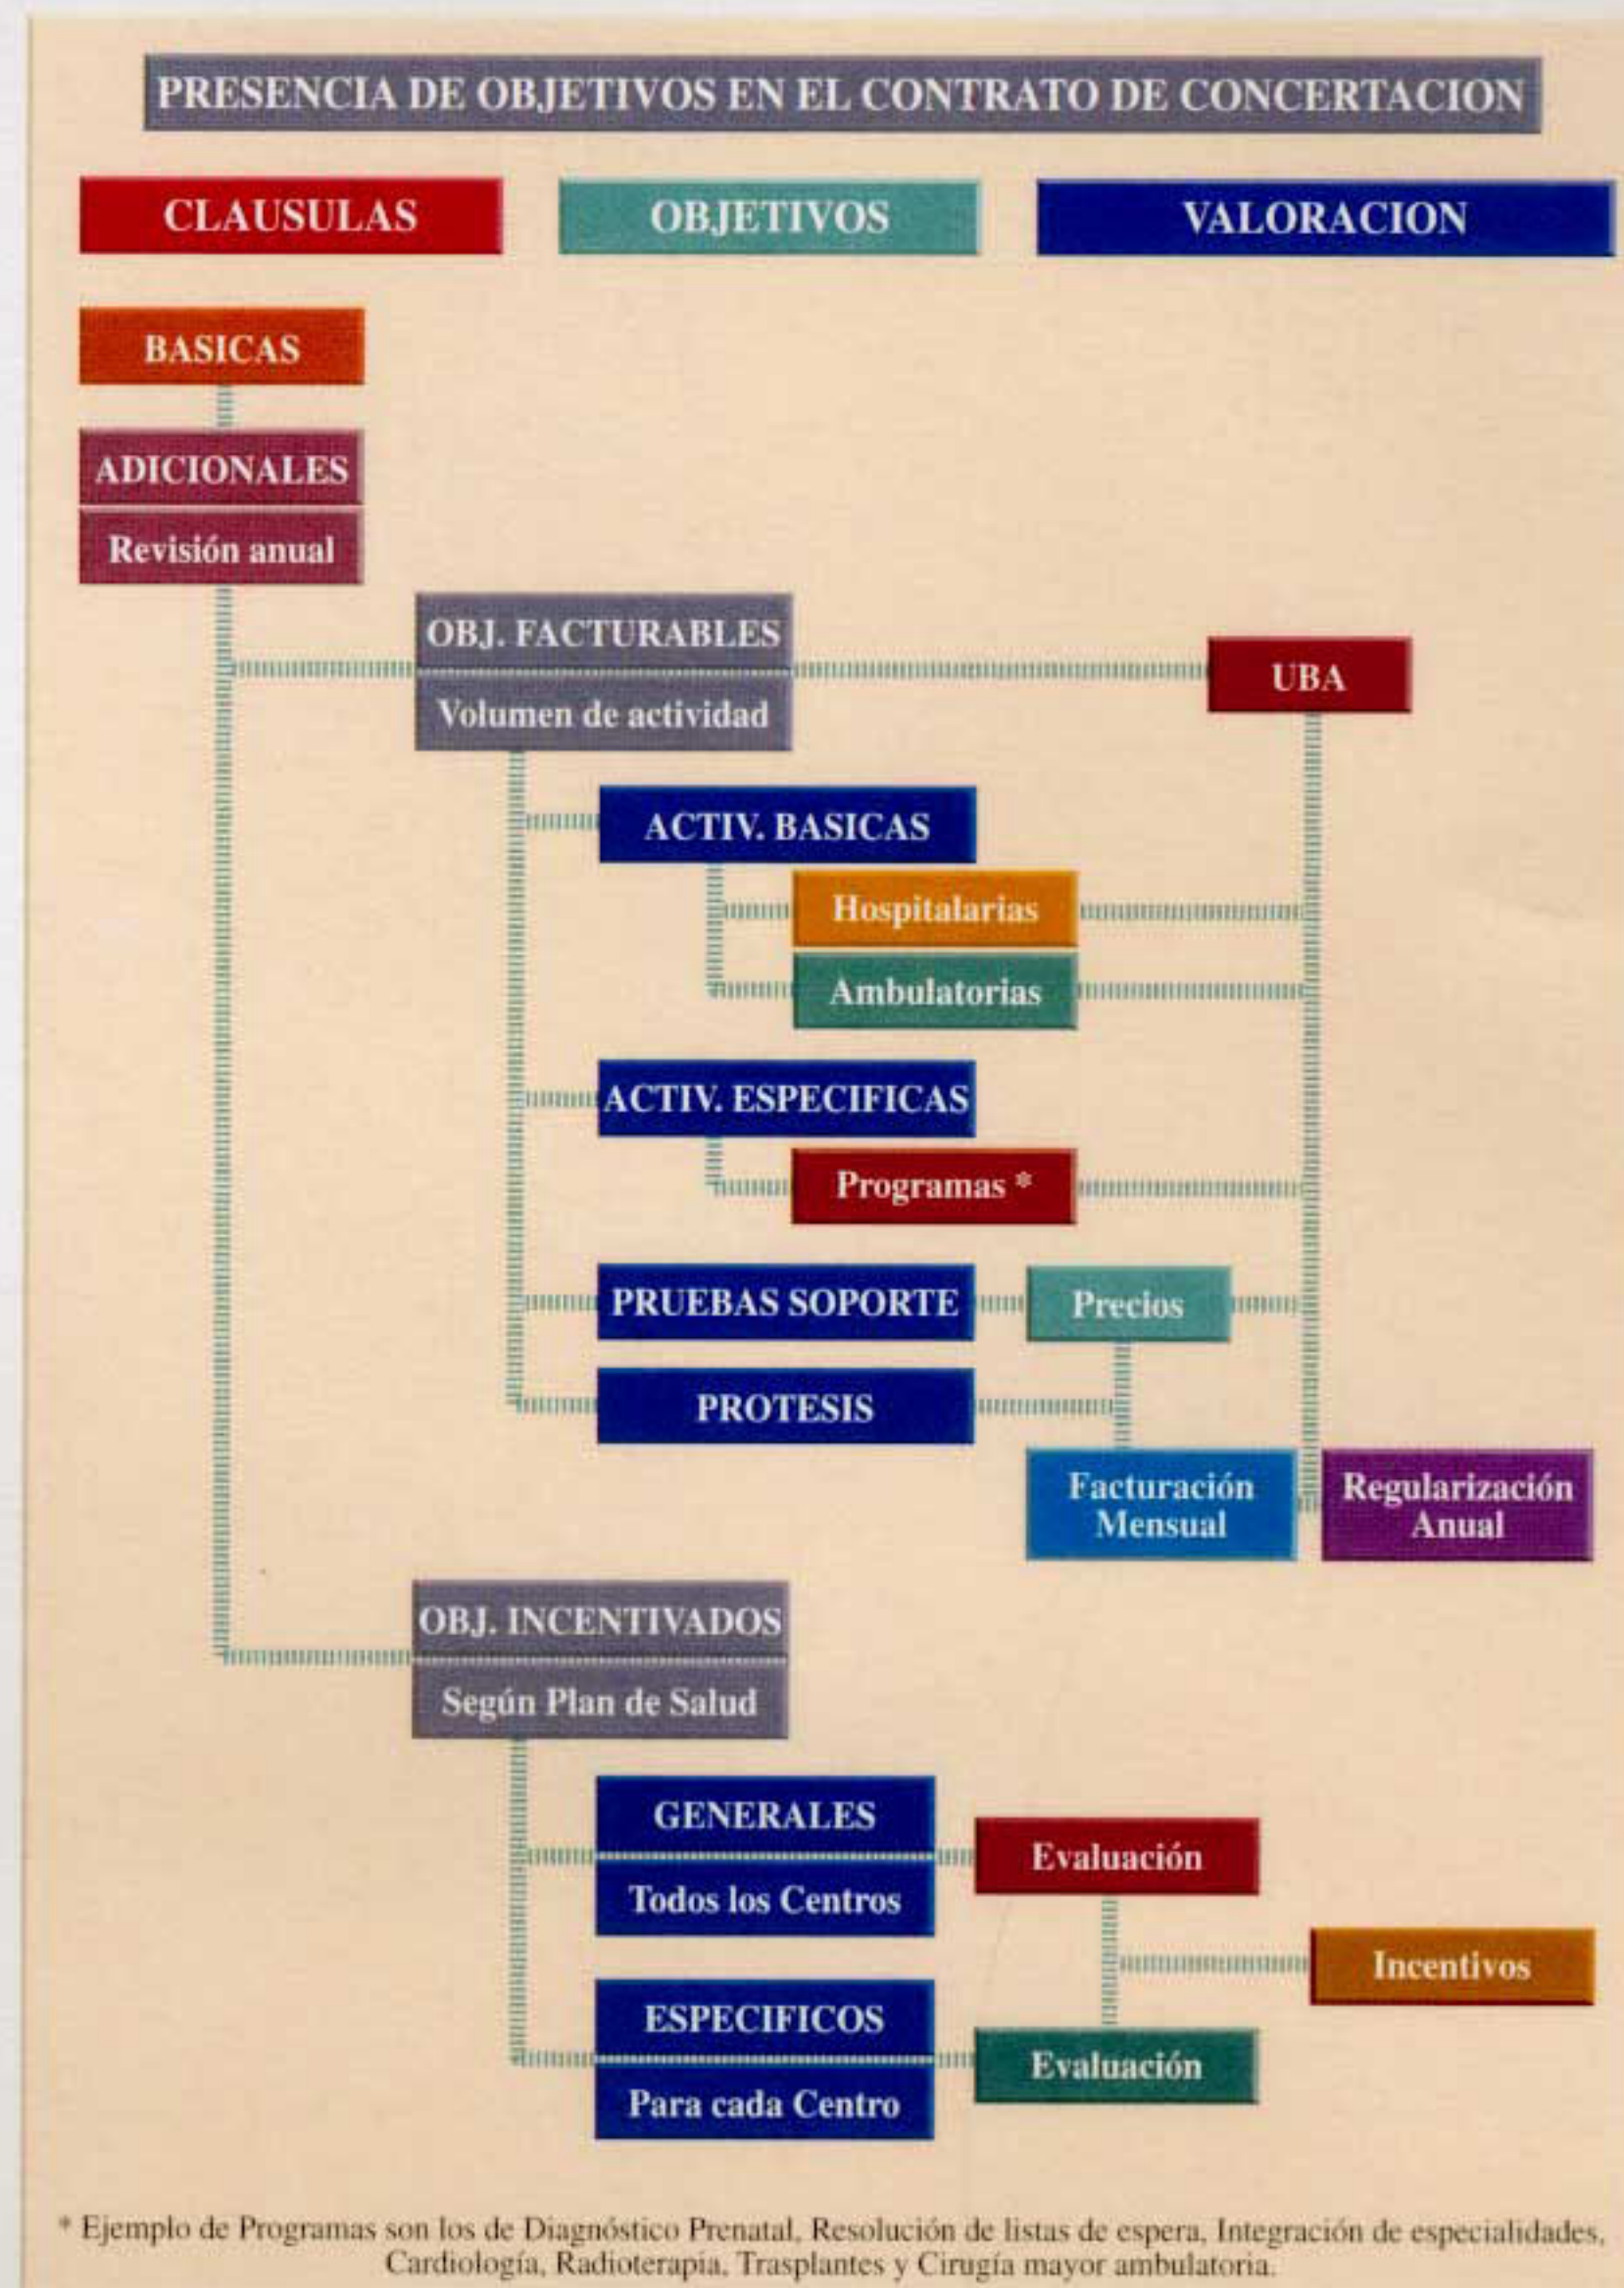 PRESENCIA DE OBJETIVOS EN EL CONTRATO DE CONCERTACION
CLAUSULAS
OBJETIVOS
VALORACION
BASICAS
ADICIONALES
Revisión anual
OBJ. FACTURABLES
Volumen de actividad
UBA
ACTIV. BASICAS
Hospitalarias
Ambulatorias
ACTIV. ESPECIFICAS
Programas *
PRUEBAS SOPORTE
Precios
PROTESIS
Facturación
Mensual
Regularización
Anual
OBJ. INCENTIVADOS
Según Plan de Salud
GENERALES
Todos los Centros
Evaluación
Incentivos
ESPECIFICOS
Para cada Centro
Evaluación
* Ejemplo de Programas son los de Diagnóstico Prenatal, Resolución de listas de espera, Integración de especialidades,
Cardiología, Radioterapia, Trasplantes y Cirugía mayor ambulatoria.